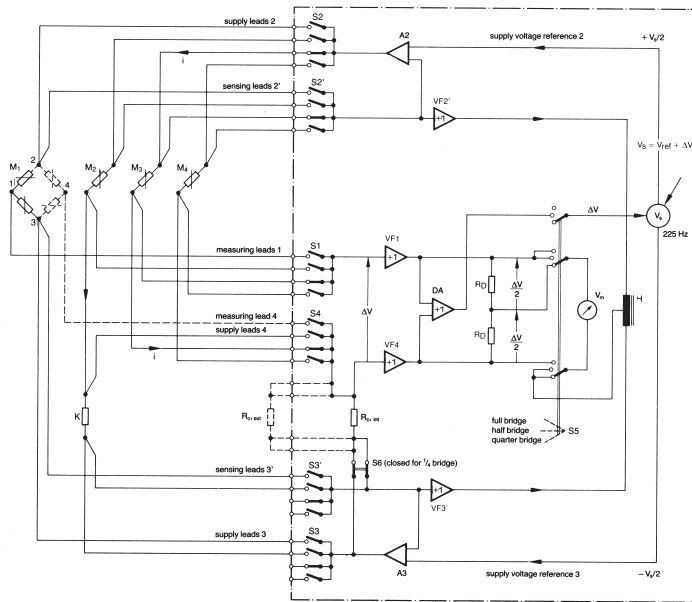 supply leads 2
S2
A2
supply voltage reference 2
+ Vs/2
i
sensing leads 2'
S2'
VF2'
+1
Vs = Vref + ΔV
M1
2
M2
M3
M4
1
4
3
ΔV
Vs
225 Hz
measuring leads 1
S1
VF1
+1
RD
ΔV
2
DA
+1
Vm
ΔV
measuring lead 4
S4
supply leads 4
RD
ΔV
2
VF4
+1
i
Rc, ext
Rc, int
K
full bridge
half bridge
quarter bridge
S5
S6 (closed for 1/4 bridge)
sensing leads 3'
S3'
+1
VF3'
supply leads 3
S3
A3
supply voltage reference 3
− Vs/2